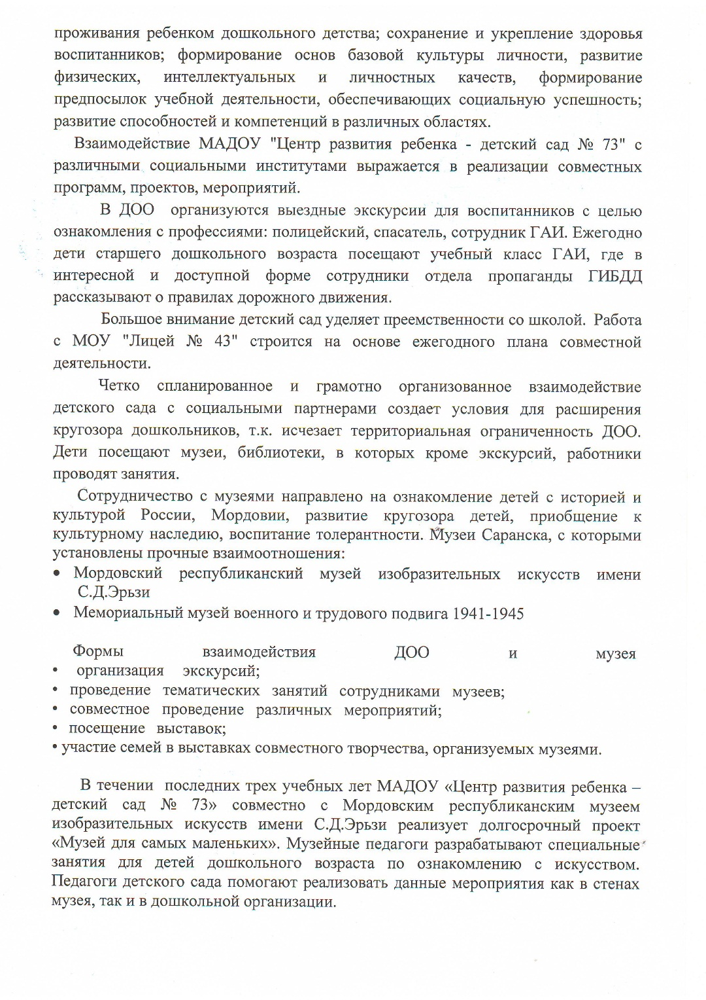 проживания ребенком дошкольного детства; сохранение и укрепление здоровья
воспитанников; формирование основ базовой культуры личности, развитие
физических, интеллектуальных и личностных качеств, формирование
предпосылок учебной деятельности, обеспечивающих социальную успешность;
развитие способностей и компетенций в различных областях.
Взаимодействие МАДОУ "Центр развития ребенка - детский сад № 73" с
различными социальными институтами выражается в реализации совместных
программ, проектов, мероприятий.
В ДОО организуются выездные экскурсии для воспитанников с целью
ознакомления с профессиями: полицейский, спасатель, сотрудник ГАИ. Ежегодно
дети старшего дошкольного возраста посещают учебный класс ГАИ, где в
интересной и доступной форме сотрудники отдела пропаганды ГИБДД
рассказывают о правилах дорожного движения.
Большое внимание детский сад уделяет преемственности со школой. Работа
с МОУ "Лицей № 43" строится на основе ежегодного плана совместной
деятельности.
Четко спланированное и грамотно организованное взаимодействие
детского сада с социальными партнерами создает условия для расширения
кругозора дошкольников, т.к. исчезает территориальная ограниченность ДОО.
Дети посещают музеи, библиотеки, в которых кроме экскурсий, работники
проводят занятия.
Сотрудничество с музеями направлено на ознакомление детей с историей и
культурой России, Мордовии, развитие кругозора детей, приобщение к
культурному наследию, воспитание толерантности. Музеи Саранска, с которыми
установлены прочные взаимоотношения:
• Мордовский республиканский музей изобразительных искусств имени
С.Д.Эрьзи
• Мемориальный музей военного и трудового подвига 1941-1945
Формы взаимодействия ДОО и музея
• организация экскурсий;
• проведение тематических занятий сотрудниками музеев;
• совместное проведение различных мероприятий;
• посещение выставок;
• участие семей в выставках совместного творчества, организуемых музеями.
В течении последних трех учебных лет МАДОУ «Центр развития ребенка –
детский сад № 73» совместно с Мордовским республиканским музеем
изобразительных искусств имени С.Д.Эрьзи реализует долгосрочный проект
«Музей для самых маленьких». Музейные педагоги разрабатывают специальные
занятия для детей дошкольного возраста по ознакомлению с искусством.
Педагоги детского сада помогают реализовать данные мероприятия как в стенах
музея, так и в дошкольной организации.